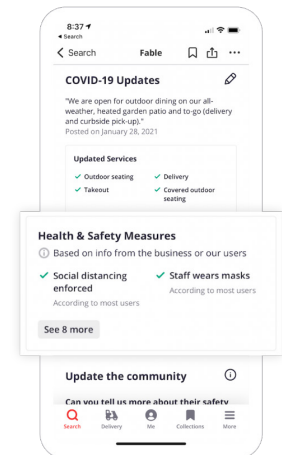 8:37
Search
Search
Fable
COVID-19 Updates
"We are open for outdoor dining on our all-
weather, heated garden patio and to-go (delivery
and curbside pick-up)."
Posted on January 28, 2021
Updated Services
Outdoor seating
Delivery
Takeout
Covered outdoor
seating
Health & Safety Measures
Based on info from the business or our users
Social distancing
enforced
According to most users
Staff wears masks
According to most users
See 8 more
Update the community
Can you tell us more about their safety
Search
Delivery
Me
Collections
More